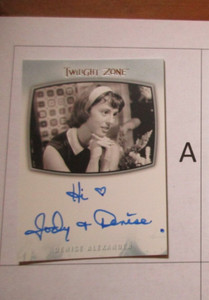 TWILIGHT ZONE
A
Hi ♡
Jody & Denise.
DENISE ALEXANDER